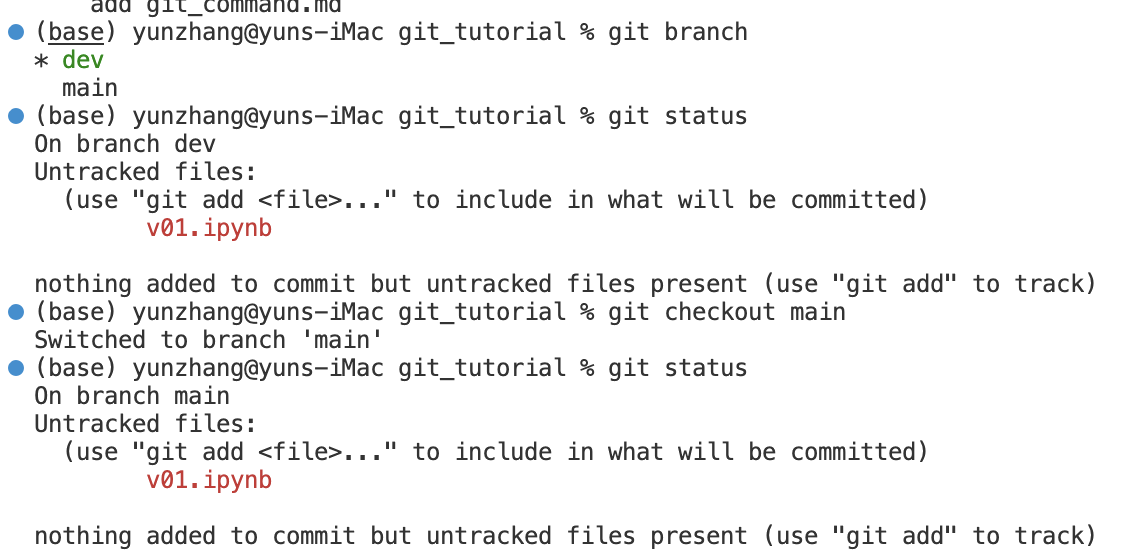 add git_command.md
(base) yunzhang@yuns-iMac git_tutorial % git branch
* dev
  main
(base) yunzhang@yuns-iMac git_tutorial % git status
On branch dev
Untracked files:
  (use "git add <file>..." to include in what will be committed)
        v01.ipynb

nothing added to commit but untracked files present (use "git add" to track)
(base) yunzhang@yuns-iMac git_tutorial % git checkout main
Switched to branch 'main'
(base) yunzhang@yuns-iMac git_tutorial % git status
On branch main
Untracked files:
  (use "git add <file>..." to include in what will be committed)
        v01.ipynb

nothing added to commit but untracked files present (use "git add" to track)